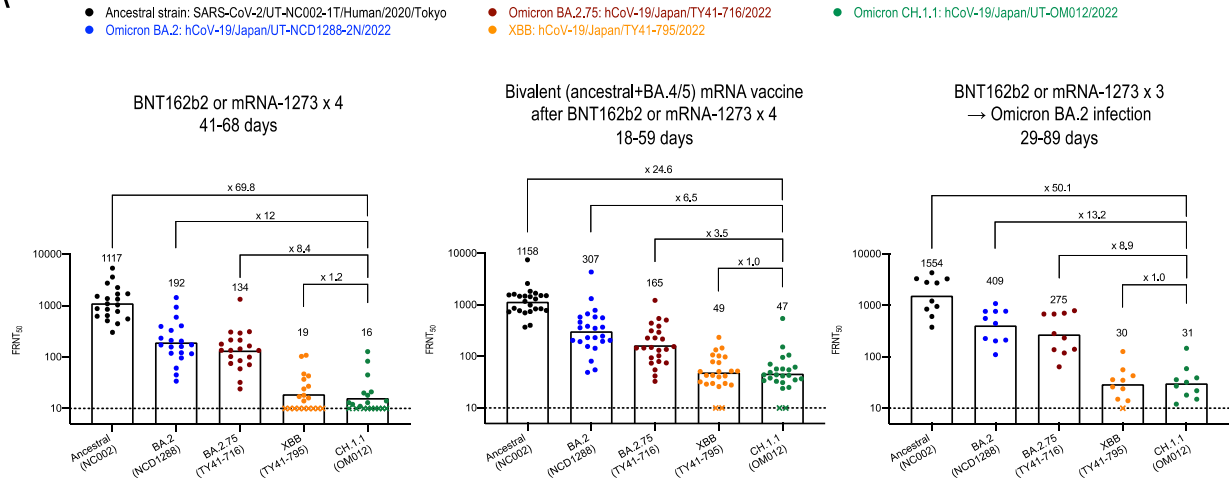 Ancestral strain: SARS-CoV-2/UT-NC002-1T/Human/2020/Tokyo
Omicron BA.2.75: hCoV-19/Japan/TY41-716/2022
Omicron CH.1.1: hCoV-19/Japan/UT-OM012/2022
Omicron BA.2: hCoV-19/Japan/UT-NCD1288-2N/2022
XBB: hCoV-19/Japan/TY41-795/2022
BNT162b2 or mRNA-1273 x 4
41-68 days
x 69.8
x 12
x 8.4
x 1.2
10000
1000
100
10
FRNT50
1117
192
134
19
16
Ancestral
(NC002)
BA.2
(NCD1288)
BA.2.75
(TY41-716)
XBB
(TY41-795)
CH.1.1
(OM012)
Bivalent (ancestral+BA.4/5) mRNA vaccine
after BNT162b2 or mRNA-1273 x 4
18-59 days
x 24.6
x 6.5
x 3.5
x 1.0
10000
1000
100
10
FRNT50
1158
307
165
49
47
Ancestral
(NC002)
BA.2
(NCD1288)
BA.2.75
(TY41-716)
XBB
(TY41-795)
CH.1.1
(OM012)
BNT162b2 or mRNA-1273 x 3
→ Omicron BA.2 infection
29-89 days
x 50.1
x 13.2
x 8.9
x 1.0
10000
1000
100
10
FRNT50
1554
409
275
30
31
Ancestral
(NC002)
BA.2
(NCD1288)
BA.2.75
(TY41-716)
XBB
(TY41-795)
CH.1.1
(OM012)